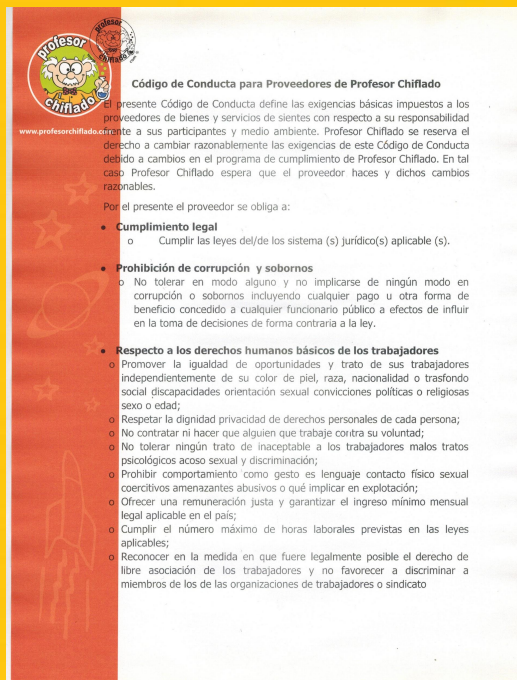 profesor
chiflado
profesor
chiflado
www.profesorchiflado.c
Código de Conducta para Proveedores de Profesor Chiflado
El presente Código de Conducta define las exigencias básicas impuestos a los
proveedores de bienes y servicios de sientes con respecto a su responsabilidad
frente a sus participantes y medio ambiente. Profesor Chiflado se reserva el
derecho a cambiar razonablemente las exigencias de este Código de Conducta
debido a cambios en el programa de cumplimiento de Profesor Chiflado. En tal
caso Profesor Chiflado espera que el proveedor haces y dichos cambios
razonables.
Por el presente el proveedor se obliga a:
• Cumplimiento legal
o Cumplir las leyes del/de los sistema (s) jurídico(s) aplicable (s).
• Prohibición de corrupción y sobornos
o No tolerar en modo alguno y no implicarse de ningún modo en
corrupción o sobornos incluyendo cualquier pago u otra forma de
beneficio concedido a cualquier funcionario público a efectos de influir
en la toma de decisiones de forma contraria a la ley.
• Respecto a los derechos humanos básicos de los trabajadores
o Promover la igualdad de oportunidades y trato de sus trabajadores
independientemente de su color de piel, raza, nacionalidad o trasfondo
social discapacidades orientación sexual convicciones políticas o religiosas
sexo o edad;
o Respetar la dignidad privacidad de derechos personales de cada persona;
o No contratar ni hacer que alguien que trabaje contra su voluntad;
o No tolerar ningún trato de inaceptable a los trabajadores malos tratos
psicológicos acoso sexual y discriminación;
o Prohibir comportamiento como gesto es lenguaje contacto físico sexual
coercitivos amenazantes abusivos o qué implicar en explotación;
o Ofrecer una remuneración justa y garantizar el ingreso mínimo mensual
legal aplicable en el país;
o Cumplir el número máximo de horas laborales previstas en las leyes
aplicables;
o Reconocer en la medida en que fuere legalmente posible el derecho de
libre asociación de los trabajadores y no favorecer a discriminar a
miembros de los de las organizaciones de trabajadores o sindicato